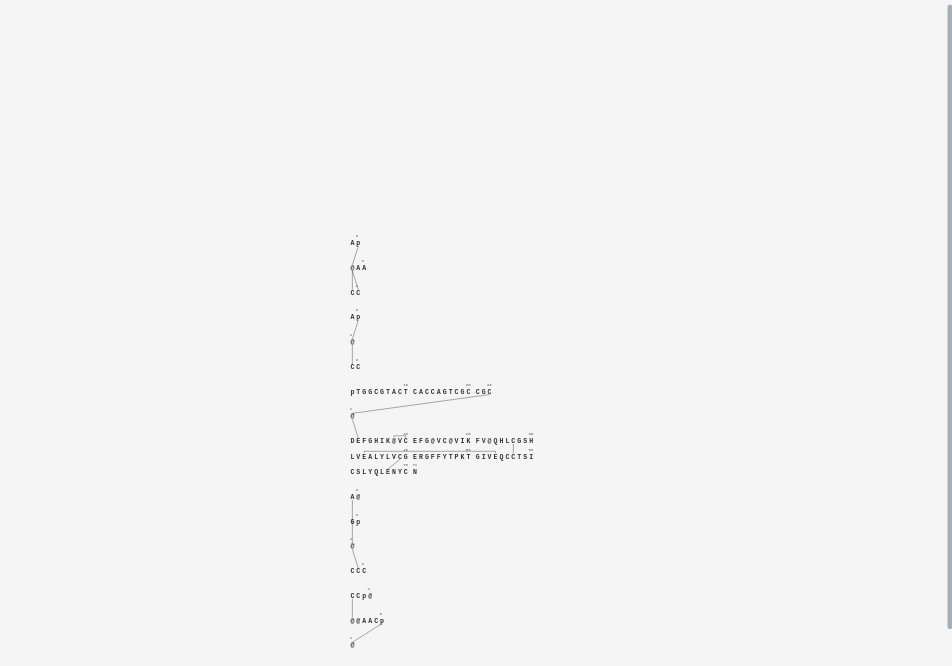 Ap
@AA
CC
Ap
@
CC
pTGGCGTACT CACCAGTCGC CGC
@
DEFGHIK@VC EFG@VC@VIK FV@QHLCGSH
LVEALYLVCG ERGFFYTPKT GIVEQCCTSI
CSLYQLENYC N
A@
Gp
@
CCC
CCp@
@@AACp
@